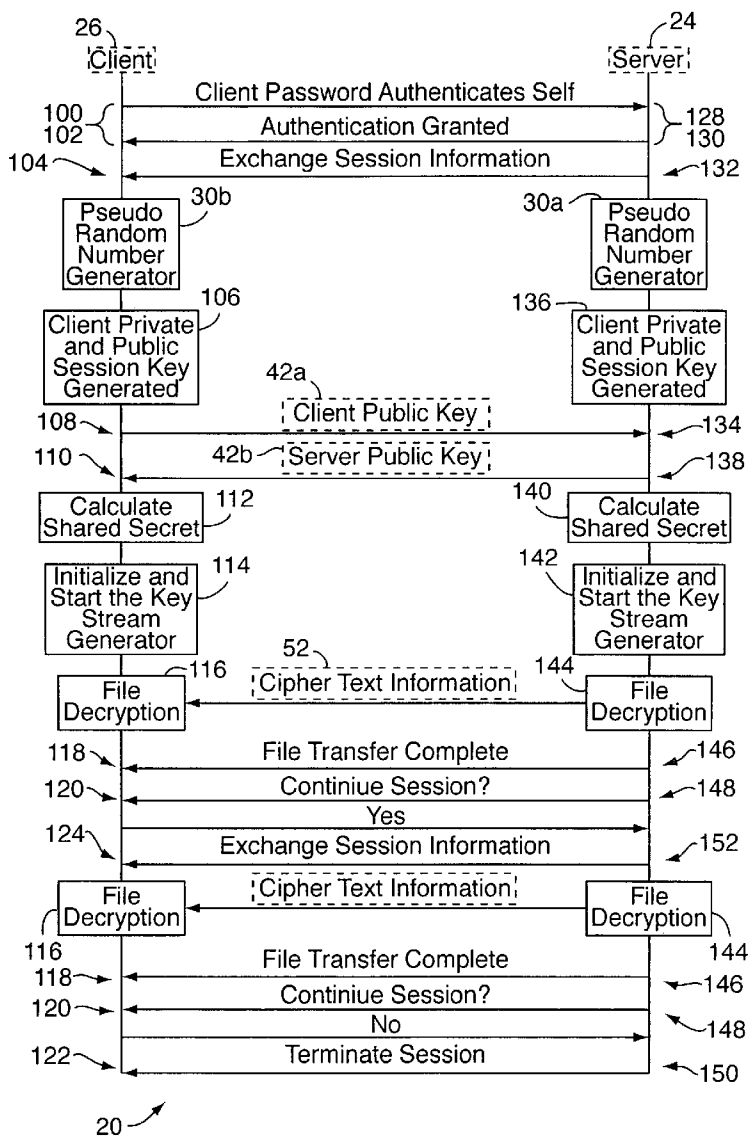 26 24
Client Server
Client Password Authenticates Self
100 128
102 Authentication Granted 130
104 Exchange Session Information 132
30b 30a
Pseudo Random Number Generator
Pseudo Random Number Generator
106 136
Client Private and Public Session Key Generated
Client Private and Public Session Key Generated
42a
108 Client Public Key 134
110 42b Server Public Key 138
Calculate Shared Secret 112
140 Calculate Shared Secret
Initialize and Start the Key Stream Generator 114
142 Initialize and Start the Key Stream Generator
116 52 144
File Decryption
Cipher Text Information
File Decryption
118 File Transfer Complete 146
120 Continiue Session? 148
Yes
124 Exchange Session Information 152
File Decryption
Cipher Text Information
File Decryption
116 144
118 File Transfer Complete 146
120 Continiue Session? 148
No
122 Terminate Session 150
20